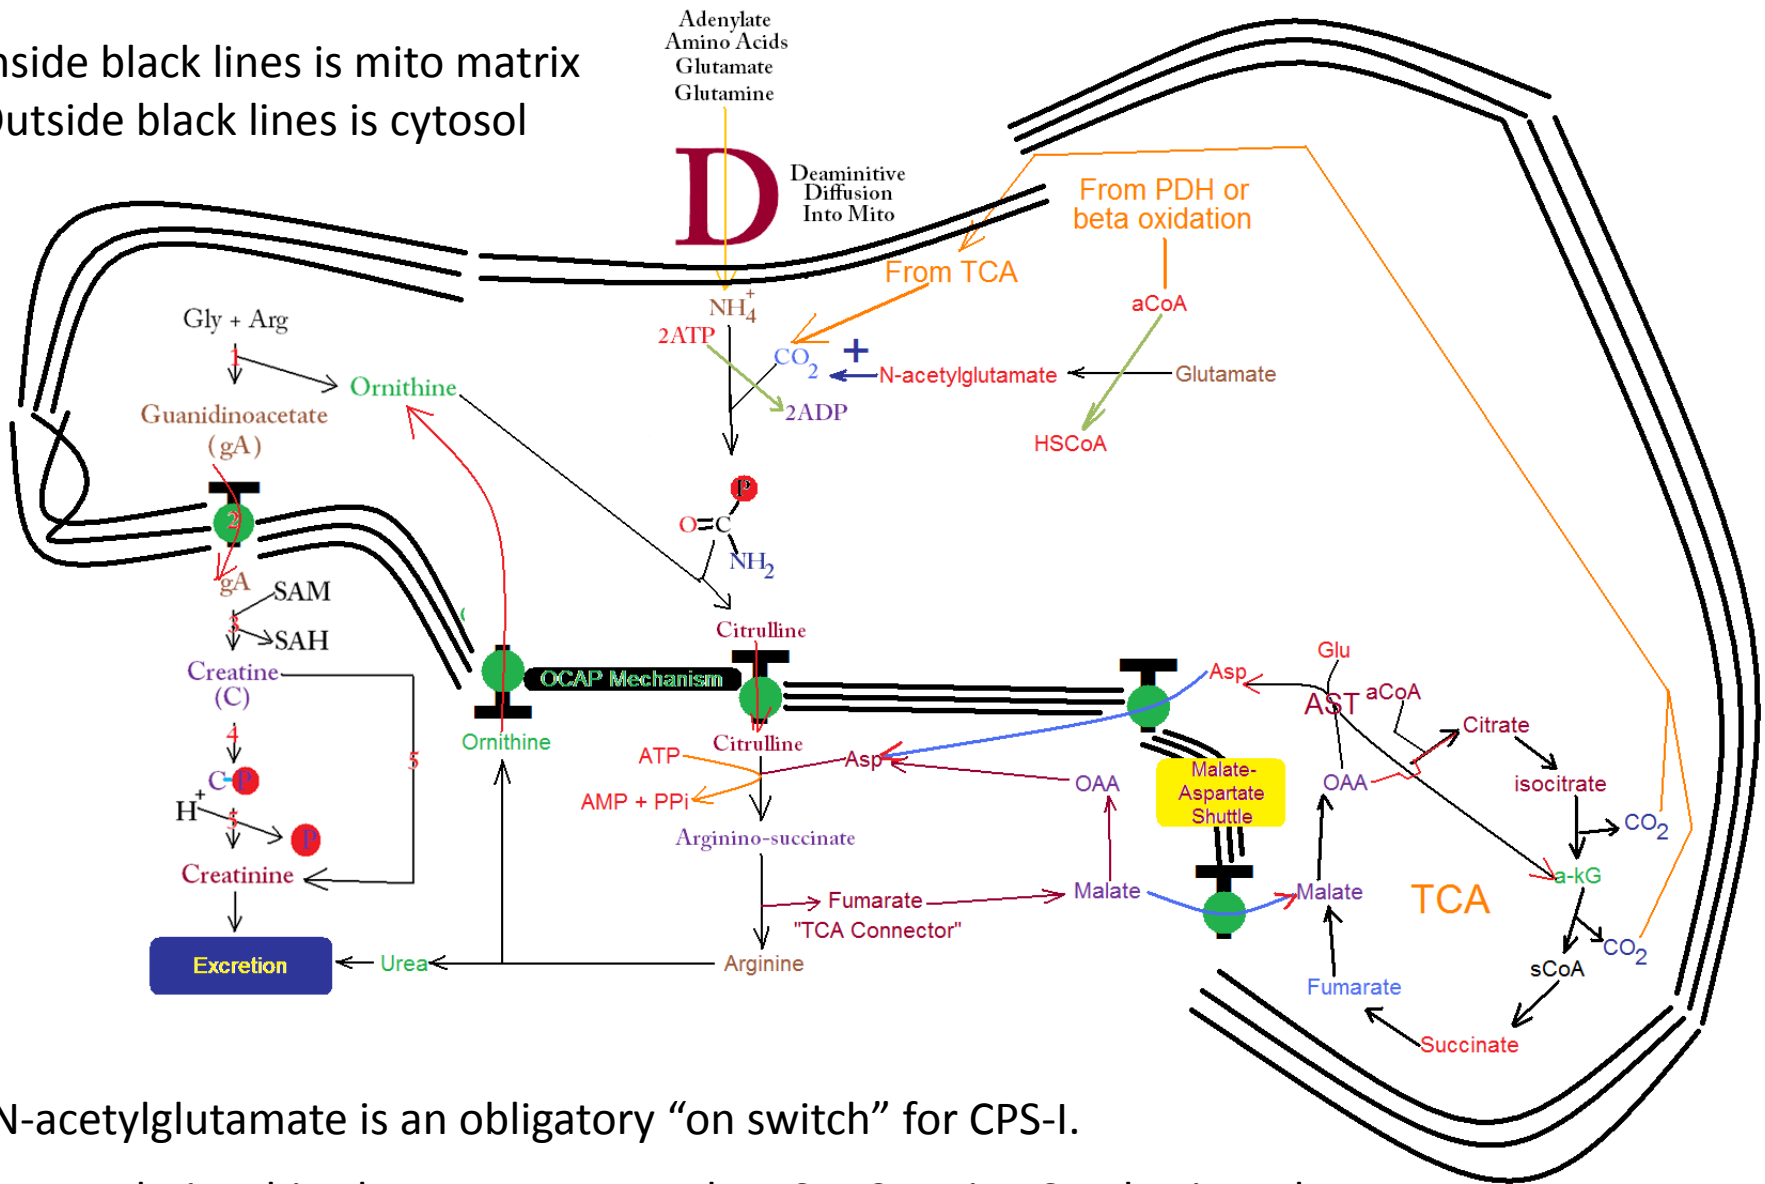 nside black lines is mito matrix
Outside black lines is cytosol
Adenylate
Amino Acids
Glutamate
Glutamine
D
Deaminitive
Diffusion
Into Mito
From PDH or
beta oxidation
From TCA
NH4+
2ATP
CO2
+
N-acetylglutamate
Glutamate
aCoA
HSCoA
2ADP
Gly + Arg
1
Ornithine
Guanidinoacetate
(gA)
2
gA
SAM
3
SAH
Creatine
(C)
4
5
C-P
H+
5
P
Creatinine
Excretion
Urea
P
O=C
NH2
Citrulline
OCAP Mechanism
Ornithine
Citrulline
ATP
Asp
AMP + PPi
Arginino-succinate
Fumarate
"TCA Connector"
Arginine
OAA
Malate
Malate-
Aspartate
Shuttle
Asp
Glu
AST
aCoA
Citrate
OAA
isocitrate
CO2
a-kG
Malate
TCA
CO2
sCoA
Fumarate
Succinate
N-acetylglutamate is an obligatory “on switch” for CPS-I.